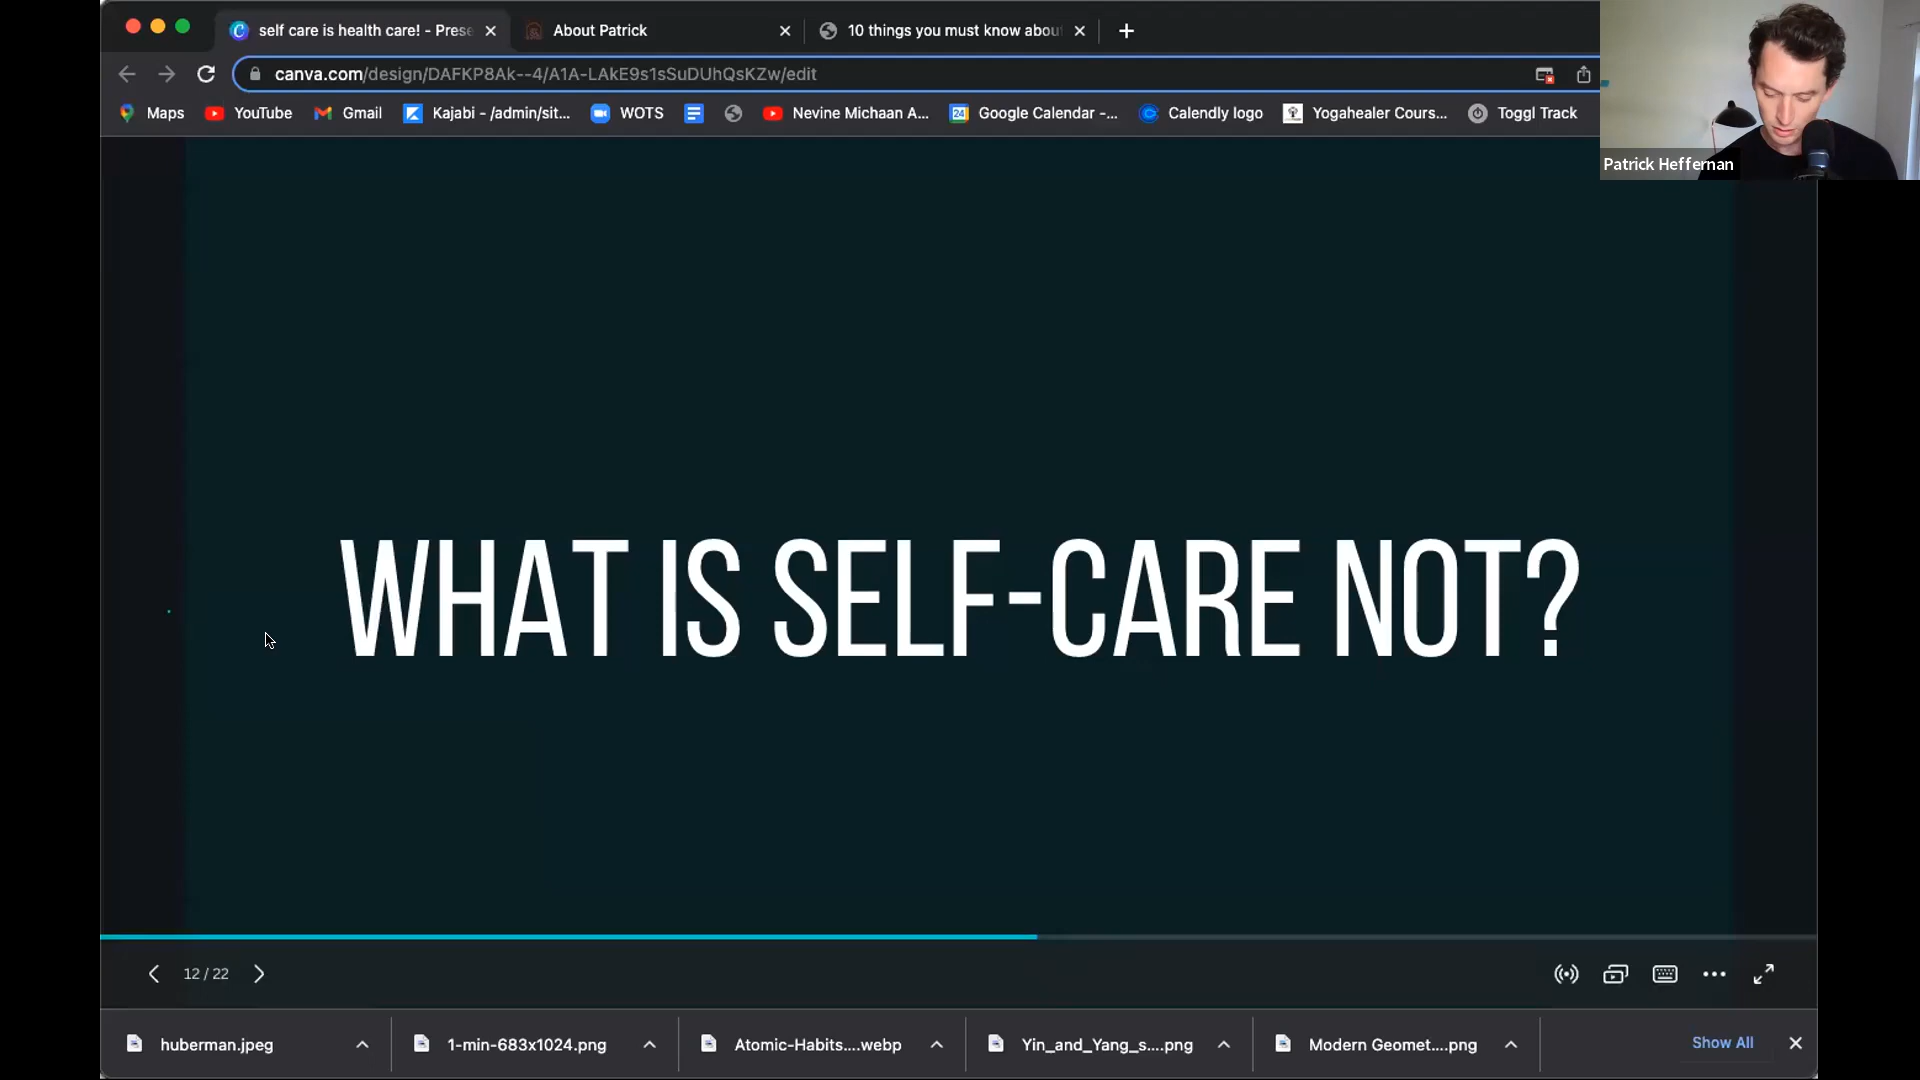 self care is health care! - Prese
About Patrick
10 things you must know about
canva.com/design/DAFKP8Ak--4/A1A-LAkE9s1sSuDUhQsKZw/edit
Maps
YouTube
Gmail
Kajabi - /admin/sit...
WOTS
Nevine Michaan A...
24
Google Calendar -...
Calendly logo
Yogahealer Cours...
Toggl Track
Patrick Heffernan
WHAT IS SELF-CARE NOT?
12 / 22
huberman.jpeg
1-min-683x1024.png
Atomic-Habits....webp
Yin_and_Yang_s....png
Modern Geomet....png
Show All